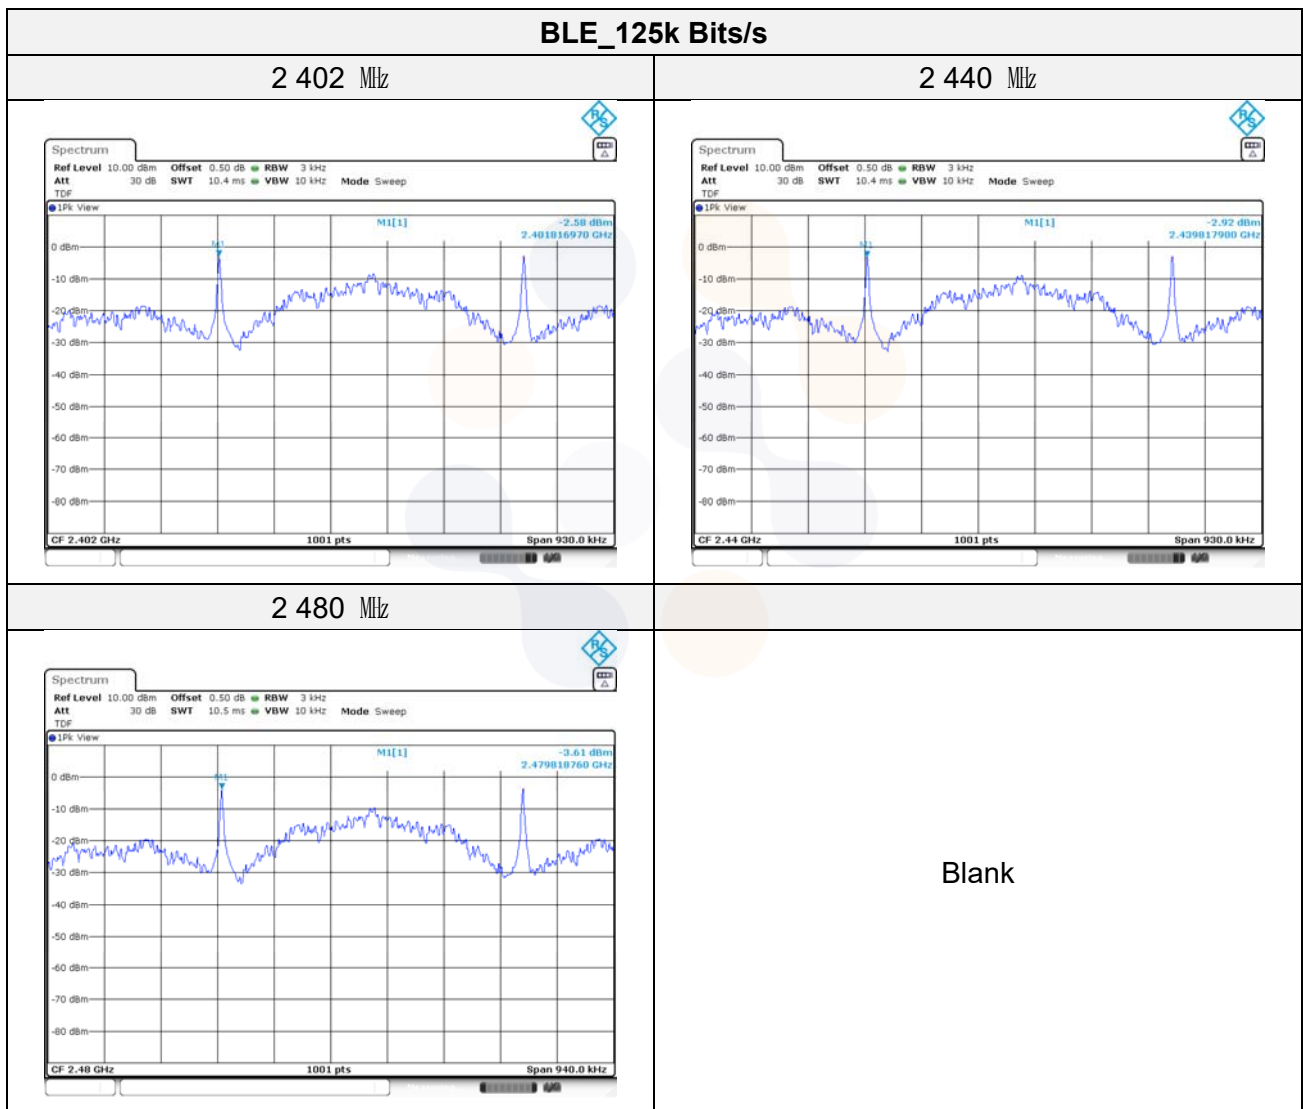 BLE_125k Bits/s
2 402 ㎒
2 440 ㎒
Spectrum
Ref Level 10.00 dBm Offset 0.50 dB RBW 3 kHz
Att 30 dB SWT 10.4 ms VBW 10 kHz Mode Sweep
TDF
1Pk View
M1[1] -2.58 dBm
2.401816970 GHz
M1
0 dBm
-10 dBm
-20 dBm
-30 dBm
-40 dBm
-50 dBm
-60 dBm
-70 dBm
-80 dBm
CF 2.402 GHz 1001 pts Span 930.0 kHz
Spectrum
Ref Level 10.00 dBm Offset 0.50 dB RBW 3 kHz
Att 30 dB SWT 10.4 ms VBW 10 kHz Mode Sweep
TDF
1Pk View
M1[1] -2.92 dBm
2.439817900 GHz
M1
0 dBm
-10 dBm
-20 dBm
-30 dBm
-40 dBm
-50 dBm
-60 dBm
-70 dBm
-80 dBm
CF 2.44 GHz 1001 pts Span 930.0 kHz
2 480 ㎒
Spectrum
Ref Level 10.00 dBm Offset 0.50 dB RBW 3 kHz
Att 30 dB SWT 10.5 ms VBW 10 kHz Mode Sweep
TDF
1Pk View
M1[1] -3.61 dBm
2.479818760 GHz
M1
0 dBm
-10 dBm
-20 dBm
-30 dBm
-40 dBm
-50 dBm
-60 dBm
-70 dBm
-80 dBm
CF 2.48 GHz 1001 pts Span 940.0 kHz
Blank